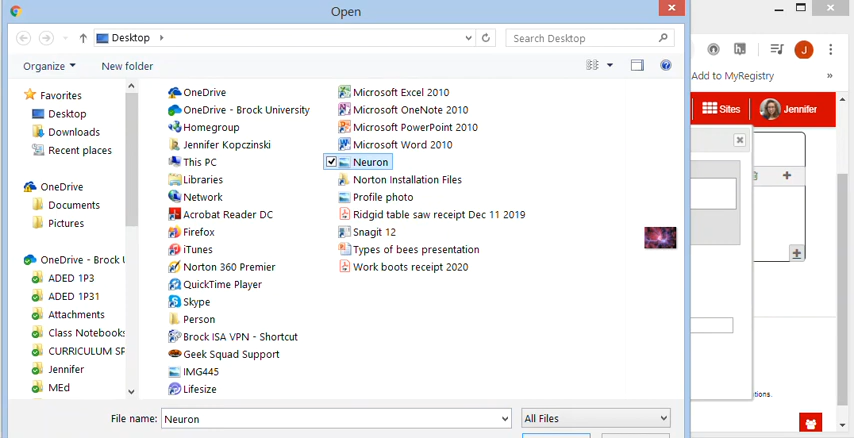 Open
Desktop
Search Desktop
Organize
New folder
Add to MyRegistry
»
J
Sites
Jennifer
Favorites
Desktop
Downloads
Recent places
OneDrive
Documents
Pictures
OneDrive - Brock U
ADED 1P3
ADED 1P31
Attachments
Class Notebooks
CURRICULUM SP
Jennifer
MEd
OneDrive
OneDrive - Brock University
Homegroup
Jennifer Kopczinski
This PC
Libraries
Network
Acrobat Reader DC
Firefox
iTunes
Norton 360 Premier
QuickTime Player
Skype
Person
Brock ISA VPN - Shortcut
Geek Squad Support
IMG445
Lifesize
Microsoft Excel 2010
Microsoft OneNote 2010
Microsoft PowerPoint 2010
Microsoft Word 2010
Neuron
Norton Installation Files
Profile photo
Ridgid table saw receipt Dec 11 2019
Snagit 12
Types of bees presentation
Work boots receipt 2020
tions.
File name:
Neuron
All Files